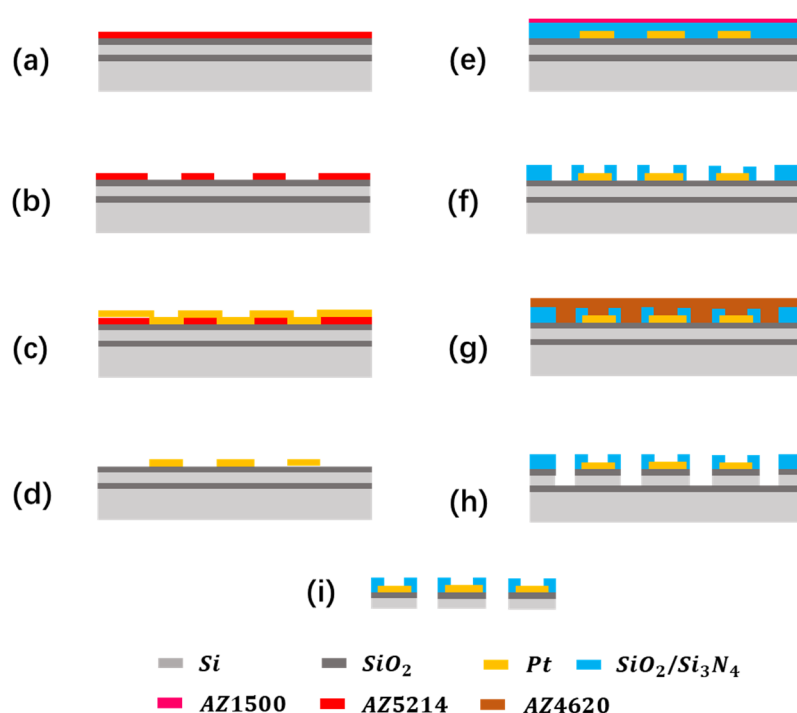 (a)
(b)
(c)
(d)
(e)
(f)
(g)
(h)
(i)
Si SiO₂ Pt SiO₂/Si₃N₄
AZ1500 AZ5214 AZ4620